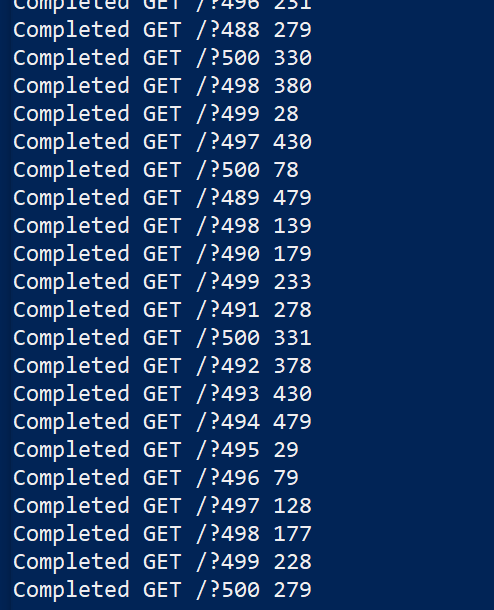 Completed GET /?496 231
Completed GET /?488 279
Completed GET /?500 330
Completed GET /?498 380
Completed GET /?499 28
Completed GET /?497 430
Completed GET /?500 78
Completed GET /?489 479
Completed GET /?498 139
Completed GET /?490 179
Completed GET /?499 233
Completed GET /?491 278
Completed GET /?500 331
Completed GET /?492 378
Completed GET /?493 430
Completed GET /?494 479
Completed GET /?495 29
Completed GET /?496 79
Completed GET /?497 128
Completed GET /?498 177
Completed GET /?499 228
Completed GET /?500 279